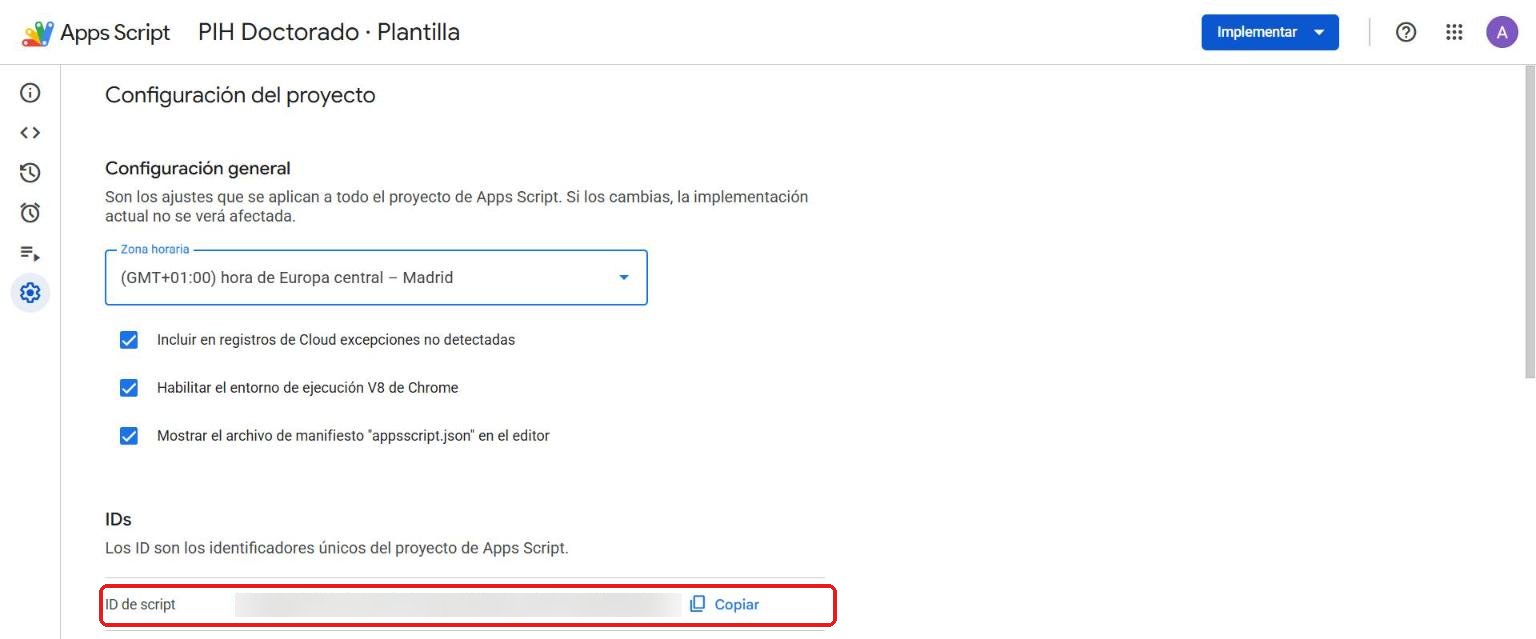 Apps Script
PIH Doctorado · Plantilla
Implementar
A
Configuración del proyecto
Configuración general
Son los ajustes que se aplican a todo el proyecto de Apps Script. Si los cambias, la implementación
actual no se verá afectada.
Zona horaria
(GMT+01:00) hora de Europa central – Madrid
Incluir en registros de Cloud excepciones no detectadas
Habilitar el entorno de ejecución V8 de Chrome
Mostrar el archivo de manifiesto "appsscript.json" en el editor
IDs
Los ID son los identificadores únicos del proyecto de Apps Script.
ID de script
Copiar